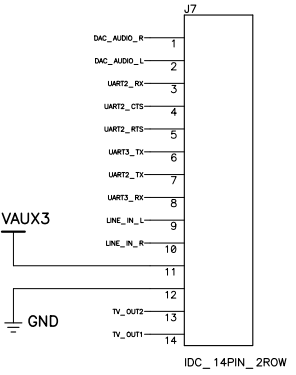 J7
DAC_AUDIO_R 1
DAC_AUDIO_L 2
UART2_RX 3
UART2_CTS 4
UART2_RTS 5
UART3_TX 6
UART2_TX 7
UART3_RX 8
LINE_IN_L 9
LINE_IN_R 10
VAUX3
11
12
GND
TV_OUT2 13
TV_OUT1 14
IDC_14PIN_2ROW